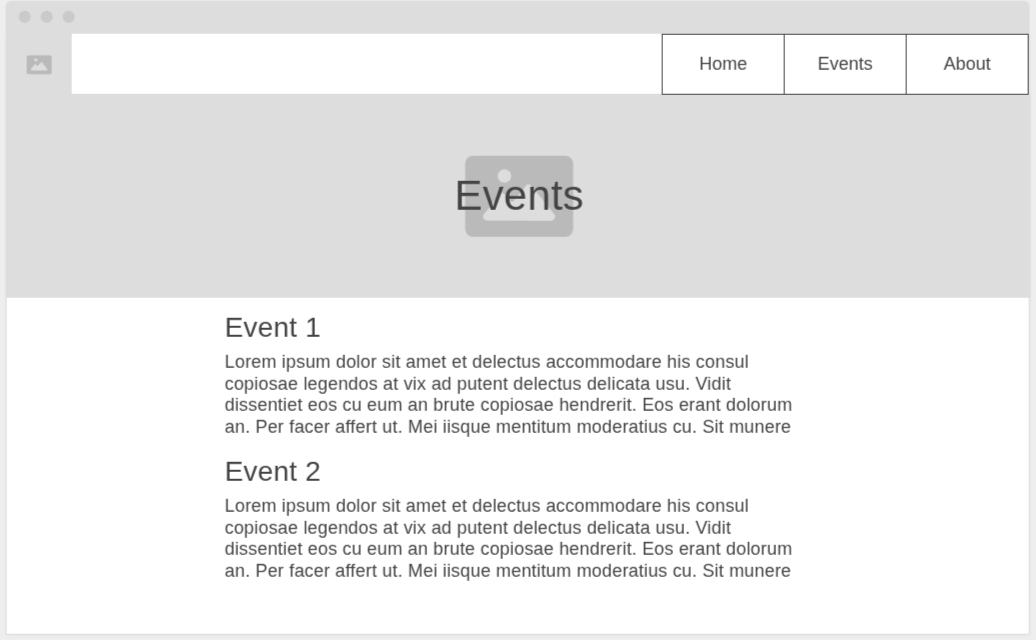 Home Events About
Events
Event 1
Lorem ipsum dolor sit amet et delectus accommodare his consul
copiosae legendos at vix ad putent delectus delicata usu. Vidit
dissentiet eos cu eum an brute copiosae hendrerit. Eos erant dolorum
an. Per facer affert ut. Mei iisque mentitum moderatius cu. Sit munere
Event 2
Lorem ipsum dolor sit amet et delectus accommodare his consul
copiosae legendos at vix ad putent delectus delicata usu. Vidit
dissentiet eos cu eum an brute copiosae hendrerit. Eos erant dolorum
an. Per facer affert ut. Mei iisque mentitum moderatius cu. Sit munere